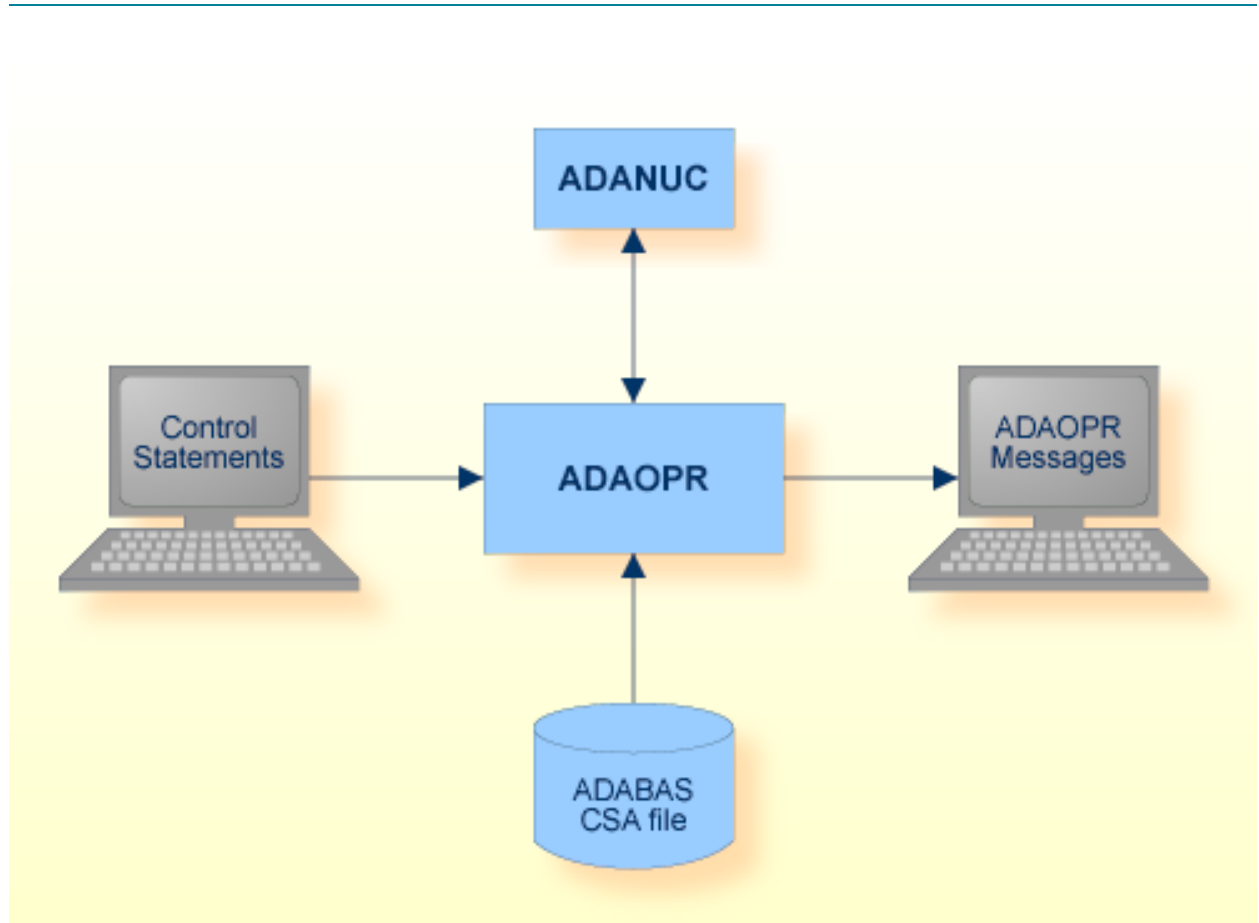 ADANUC
Control
Statements
ADAOPR
ADAOPR
Messages
ADABAS
CSA file